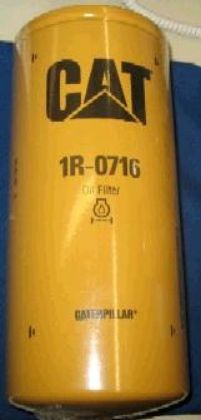 CAT
1R-0716
Oil Filter
CATERPILLAR®